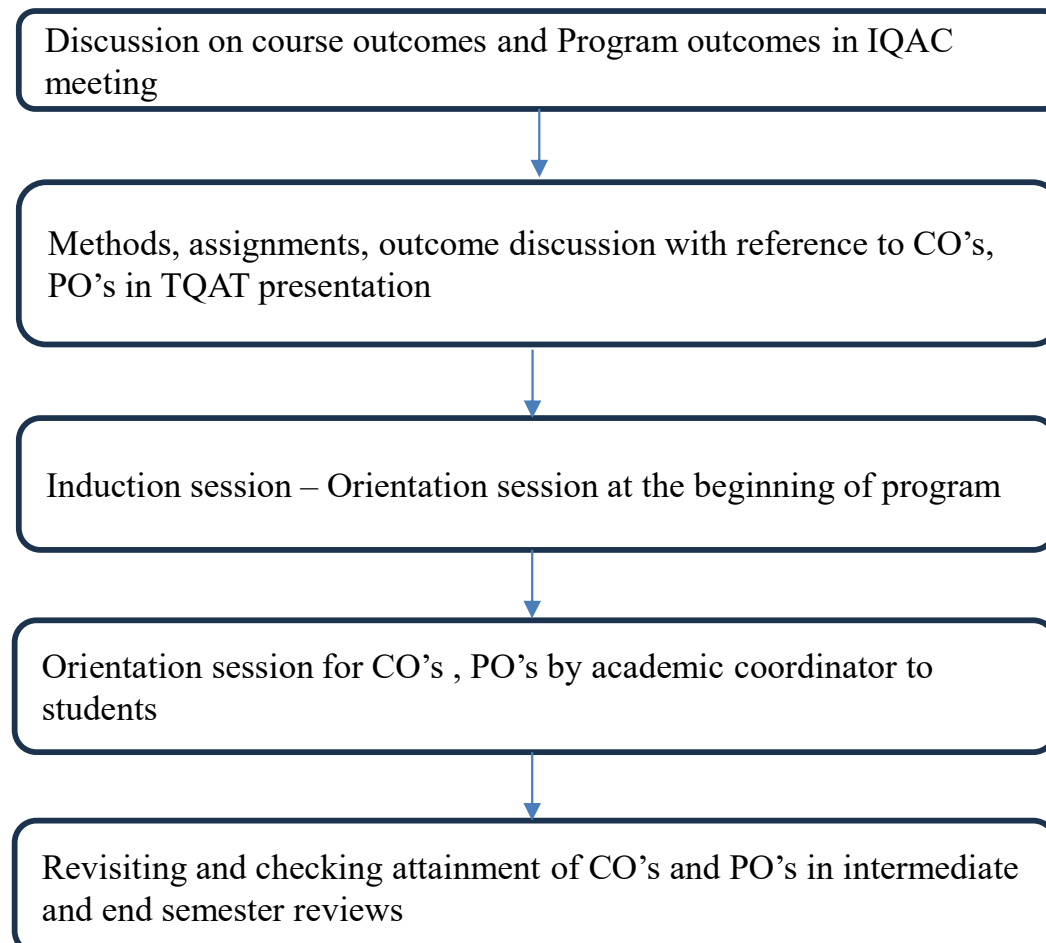 Discussion on course outcomes and Program outcomes in IQAC
meeting
Methods, assignments, outcome discussion with reference to CO’s,
PO’s in TQAT presentation
Induction session – Orientation session at the beginning of program
Orientation session for CO’s , PO’s by academic coordinator to
students
Revisiting and checking attainment of CO’s and PO’s in intermediate
and end semester reviews